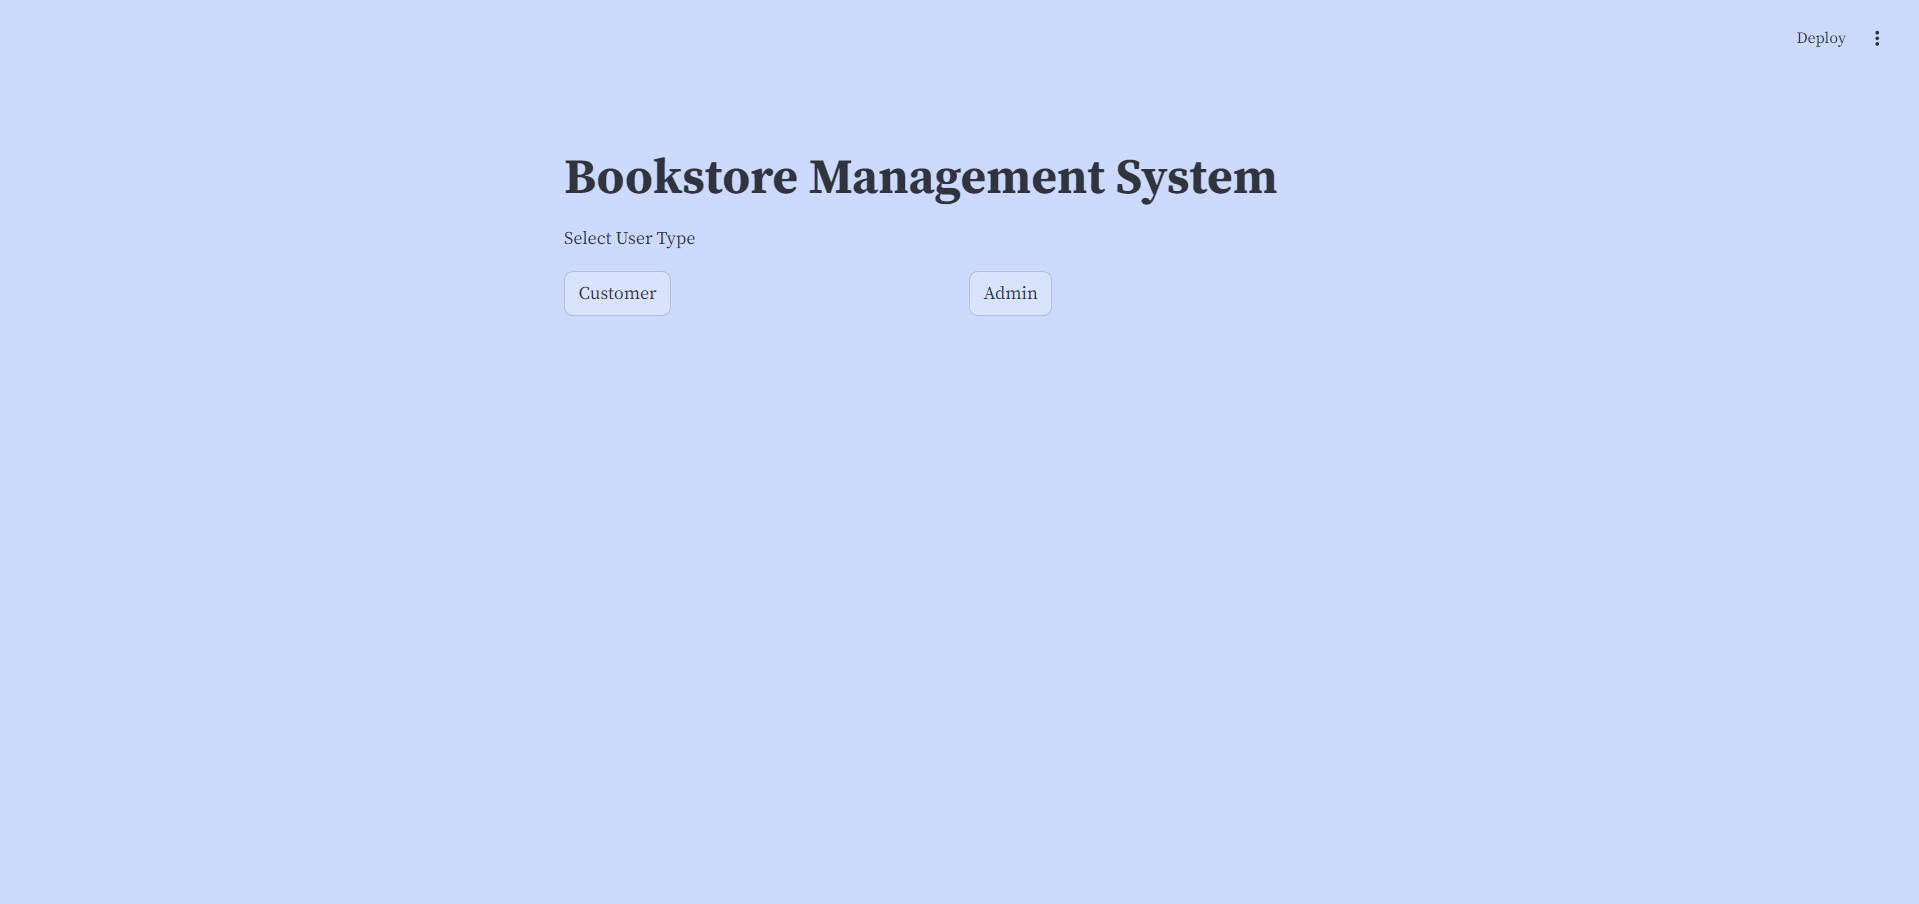 Deploy
Bookstore Management System
Select User Type
Customer
Admin